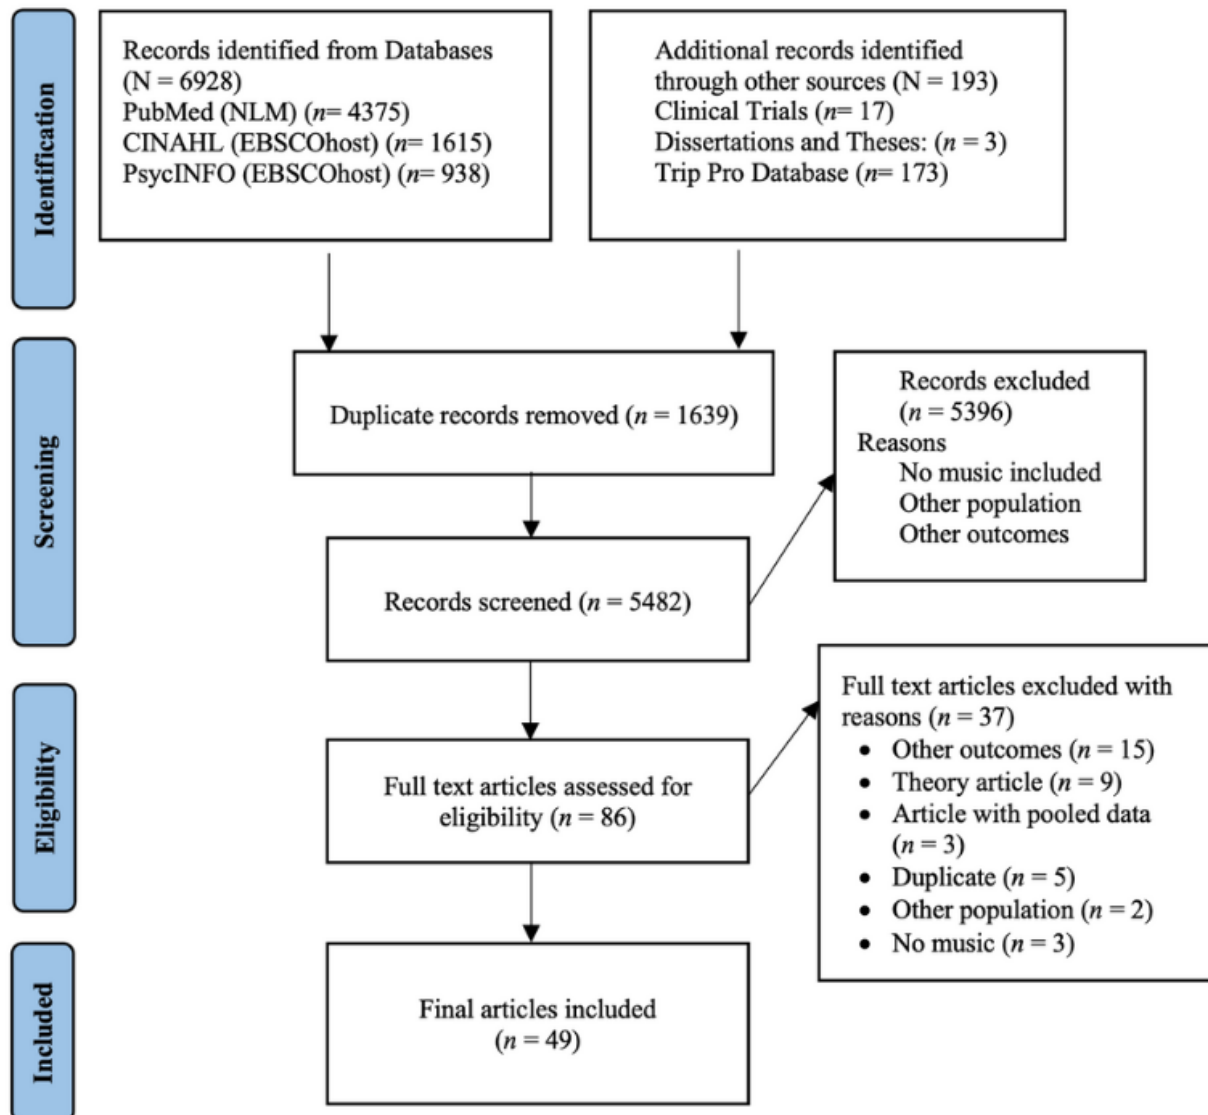 Identification
Records identified from Databases
(N = 6928)
PubMed (NLM) (n= 4375)
CINAHL (EBSCOhost) (n= 1615)
PsycINFO (EBSCOhost) (n= 938)
Additional records identified
through other sources (N = 193)
Clinical Trials (n= 17)
Dissertations and Theses: (n = 3)
Trip Pro Database (n= 173)
Screening
Duplicate records removed (n = 1639)
Records excluded
(n = 5396)
Reasons
No music included
Other population
Other outcomes
Records screened (n = 5482)
Eligibility
Full text articles assessed for
eligibility (n = 86)
Full text articles excluded with
reasons (n = 37)
• Other outcomes (n = 15)
• Theory article (n = 9)
• Article with pooled data
(n = 3)
• Duplicate (n = 5)
• Other population (n = 2)
• No music (n = 3)
Included
Final articles included
(n = 49)